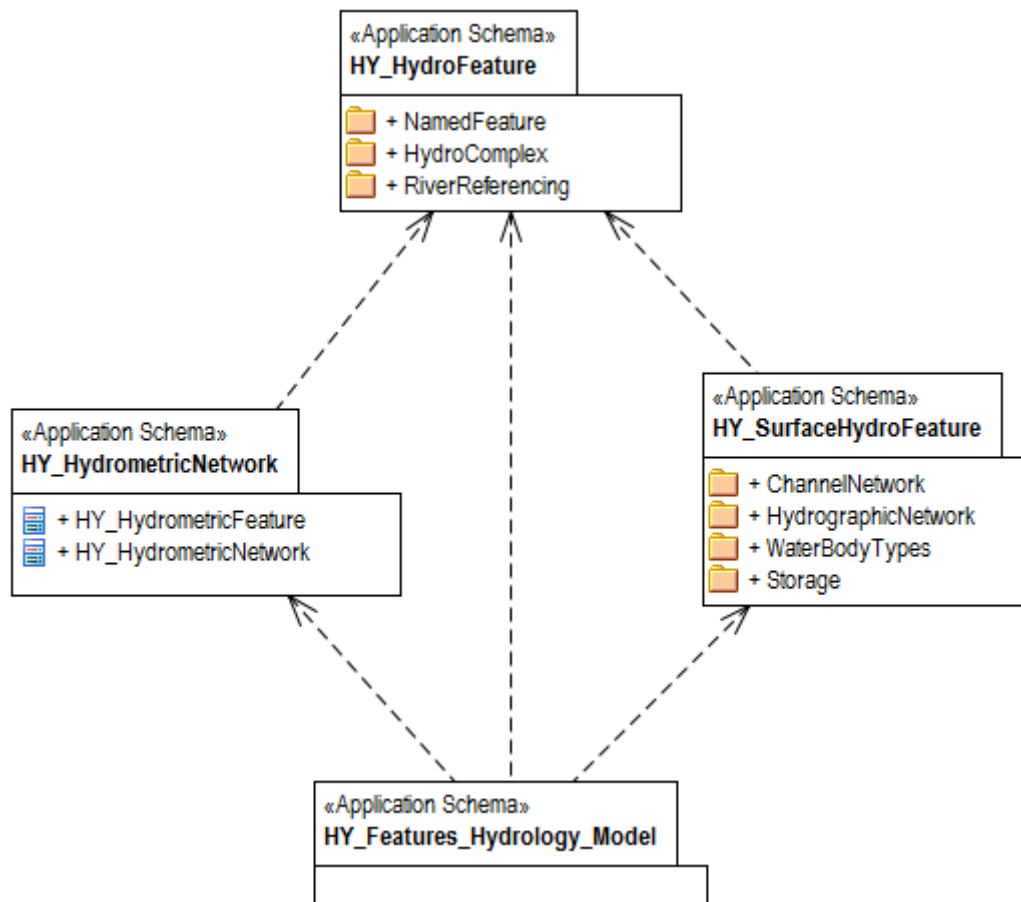 «Application Schema»
HY_HydroFeature
+ NamedFeature
+ HydroComplex
+ RiverReferencing
«Application Schema»
HY_HydrometricNetwork
+ HY_HydrometricFeature
+ HY_HydrometricNetwork
«Application Schema»
HY_SurfaceHydroFeature
+ ChannelNetwork
+ HydrographicNetwork
+ WaterBodyTypes
+ Storage
«Application Schema»
HY_Features_Hydrology_Model